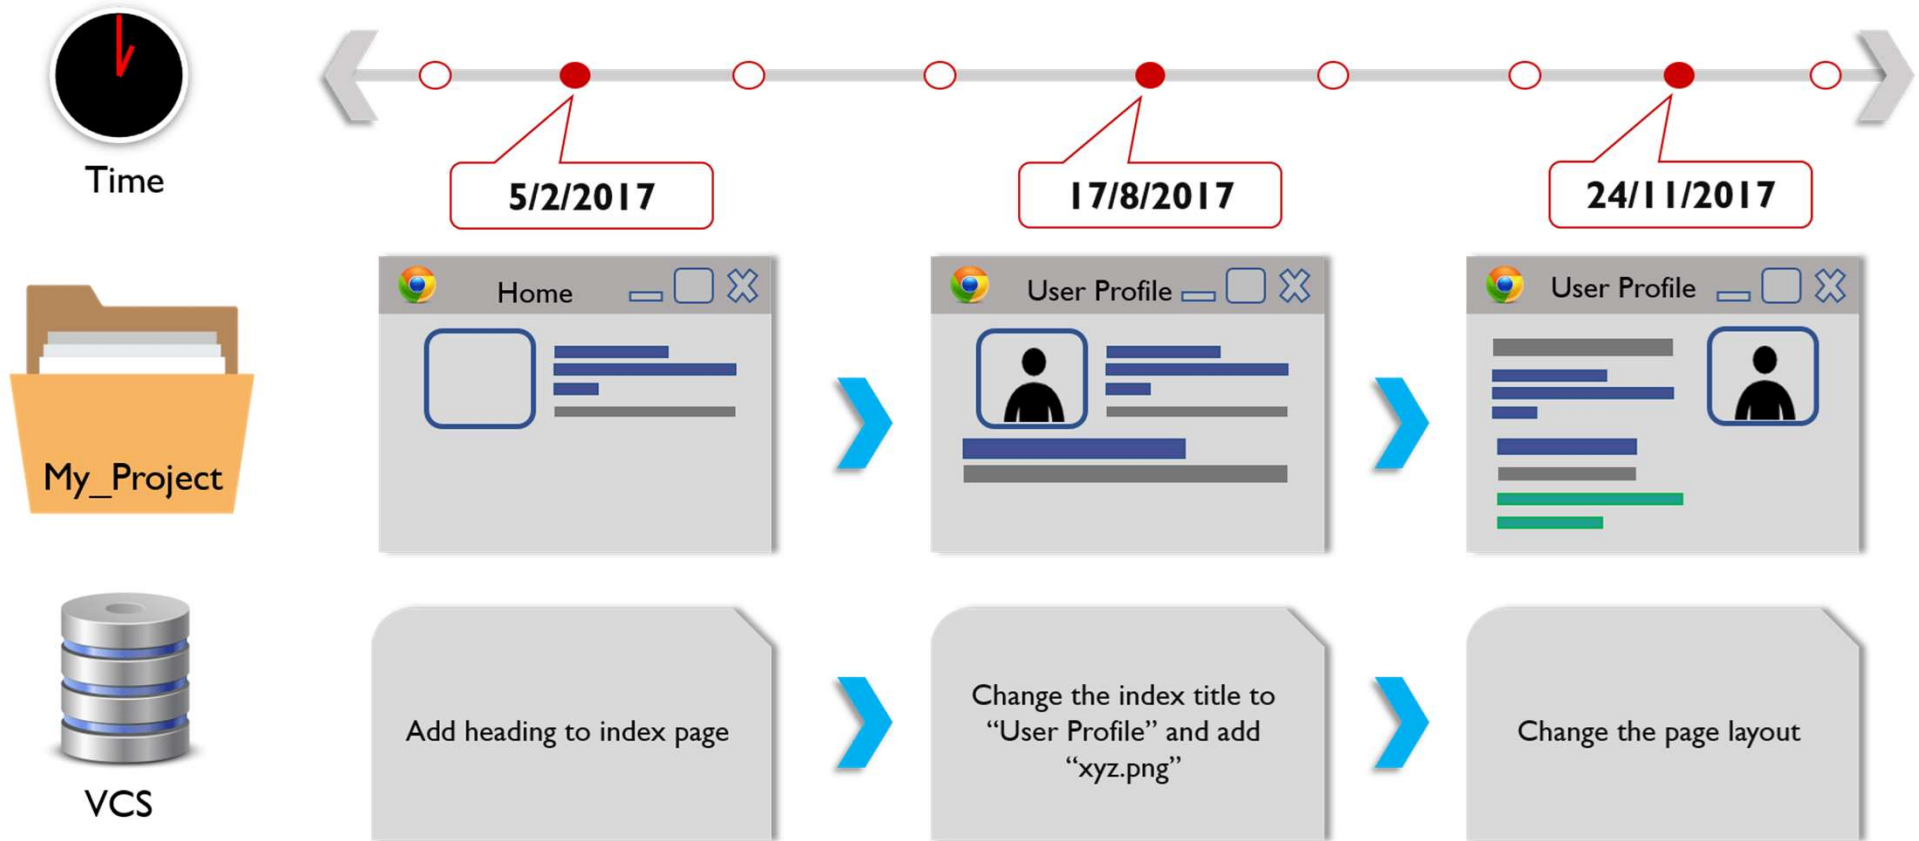 Time
5/2/2017
17/8/2017
24/11/2017
My_Project
Home
User Profile
User Profile
VCS
Add heading to index page
Change the index title to
“User Profile” and add
“xyz.png”
Change the page layout